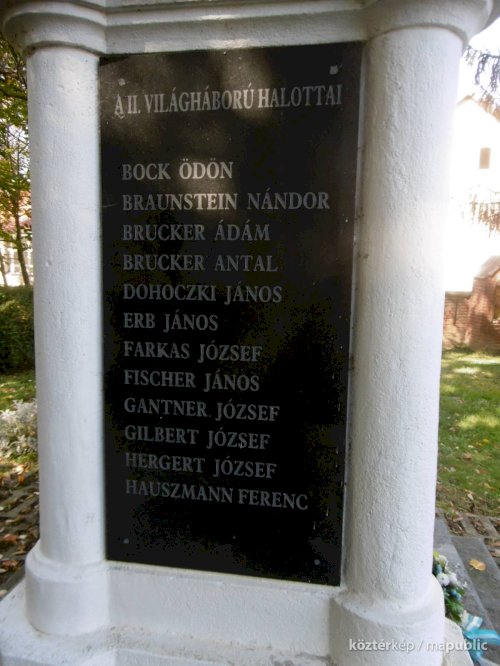 A II. VILÁGHÁBORÚ HALOTTAI
BOCK ÖDÖN
BRAUNSTEIN NÁNDOR
BRUCKER ÁDÁM
BRUCKER ANTAL
DOHOCZKI JÁNOS
ERB JÁNOS
FARKAS JÓZSEF
FISCHER JÁNOS
GANTNER JÓZSEF
GILBERT JÓZSEF
HERGERT JÓZSEF
HAUSZMANN FERENC
köztérkép / mapublic